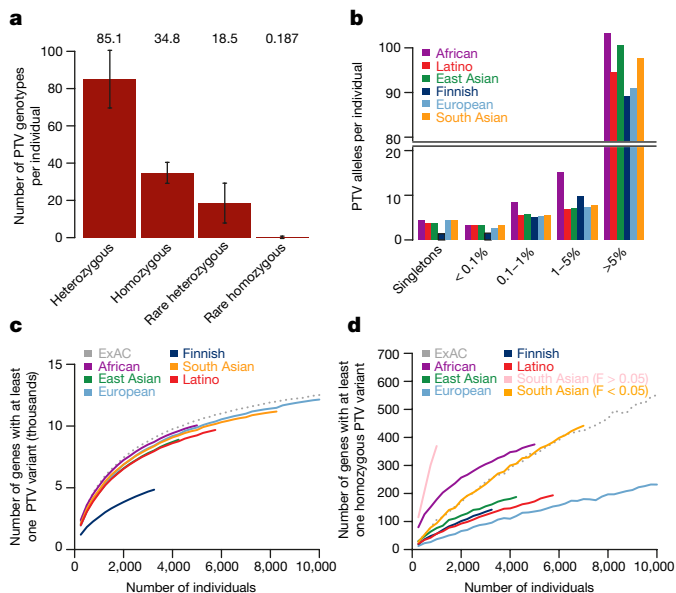 a
85.1 34.8 18.5 0.187
Number of PTV genotypes
per individual
100
80
60
40
20
0
Heterozygous
Homozygous
Rare heterozygous
Rare homozygous
b
African
Latino
East Asian
Finnish
European
South Asian
PTV alleles per individual
100
90
80
20
10
0
Singletons
< 0.1%
0.1–1%
1–5%
>5%
c
ExAC
African
East Asian
European
Finnish
South Asian
Latino
Number of genes with at least
one PTV variant (thousands)
15
10
5
0
2,000 4,000 6,000 8,000 10,000
Number of individuals
d
ExAC
African
East Asian
European
Finnish
Latino
South Asian (F > 0.05)
South Asian (F < 0.05)
Number of genes with at least
one homozygous PTV variant
700
600
500
400
300
200
100
0
2,000 4,000 6,000 8,000 10,000
Number of individuals